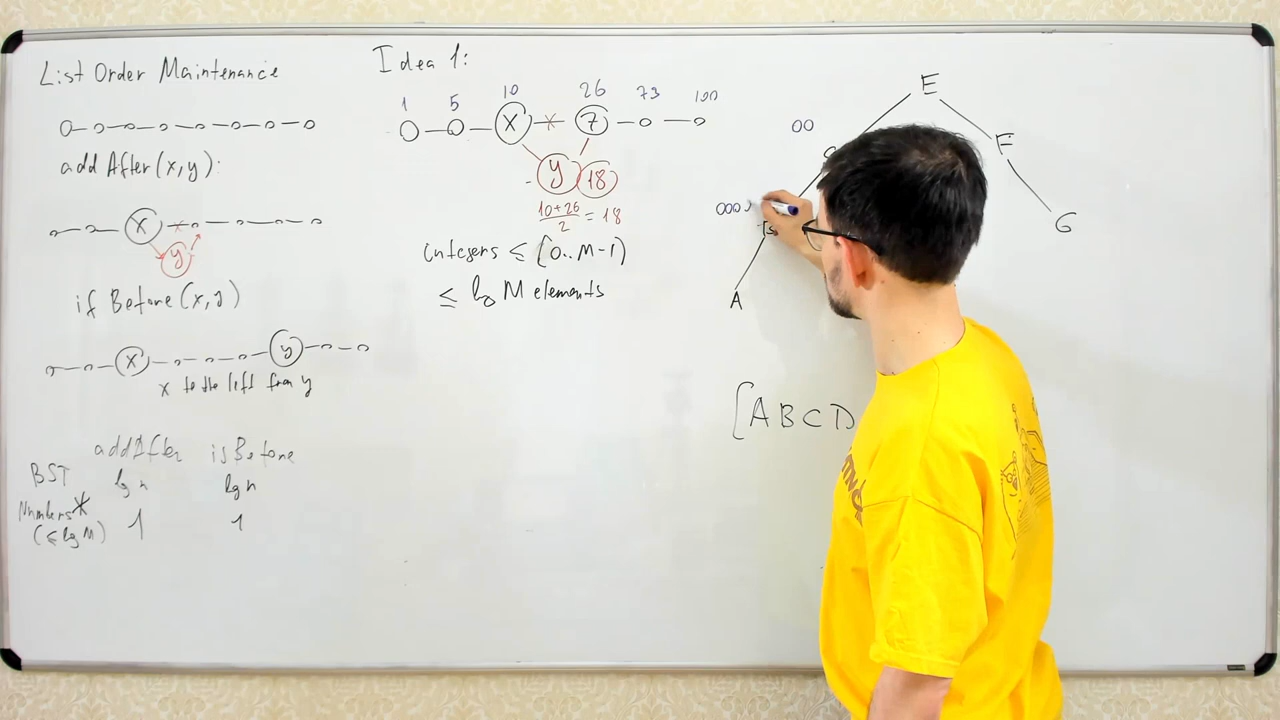 List Order Maintenance
add After(x,y):
x
y
if Before(x,y)
x
y
x to the left from y
addAfter isBefore
BST lg n lg n
Numbers* 1 1
(≤ lg M)
Idea 1:
1 5 10 26 73 100
x × 7
y 18
10+26
2 = 18
integers ≤ [0..M-1)
≤ lg M elements
E
00
F
000
G
B
A
[A B C D